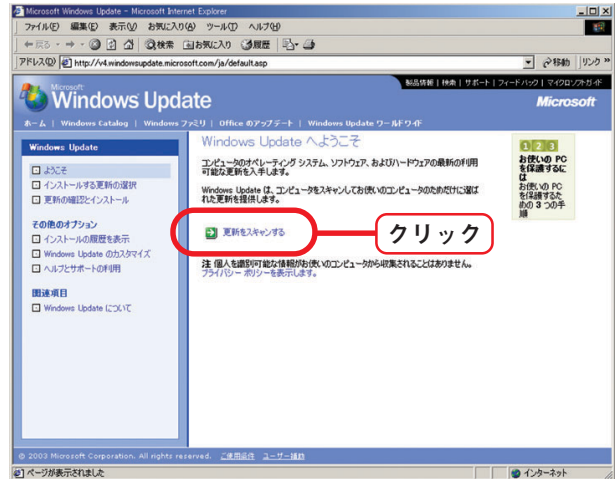 Microsoft Windows Update - Microsoft Internet Explorer
ファイル(F) 編集(E) 表示(V) お気に入り(A) ツール(T) ヘルプ(H)
戻る 検索 お気に入り 履歴
アドレス(D) http://v4.windowsupdate.microsoft.com/ja/default.asp 移動 リンク »
製品情報 | 検索 | サポート | フィードバック | マイクロソフトガイド
Microsoft
Windows Update
Microsoft
ホーム | Windows Catalog | Windows ファミリ | Office のアップデート | Windows Update ワールドワイド
Windows Update
ようこそ
インストールする更新の選択
更新の確認とインストール
その他のオプション
インストールの履歴を表示
Windows Update のカスタマイズ
ヘルプとサポートの利用
関連項目
Windows Update について
Windows Update へようこそ
コンピュータのオペレーティング システム、ソフトウェア、およびハードウェアの最新の利用
可能な更新を入手します。
Windows Update は、コンピュータをスキャンしてお使いのコンピュータのためだけに選ば
れた更新を提供します。
更新をスキャンする
クリック
注 個人を識別可能な情報がお使いのコンピュータから収集されることはありません。
プライバシー ポリシーを表示します。
1 2 3
お使いの PC
を保護するに
は
お使いの PC
を保護するた
めの 3 つの手
順
© 2003 Microsoft Corporation. All rights reserved. ご使用条件 ユーザー補助
ページが表示されました インターネット